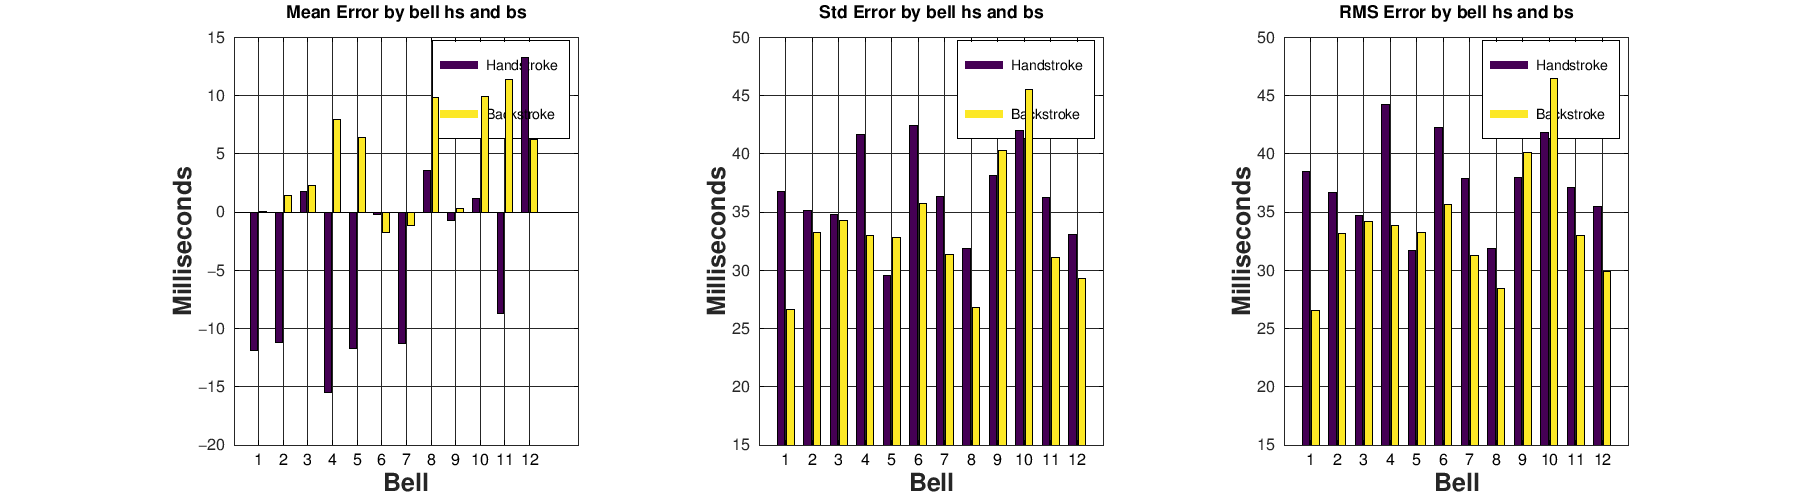 Mean Error by bell hs and bs
15
10
5
0
−5
−10
−15
−20
Milliseconds
Handstroke
Backstroke
1 2 3 4 5 6 7 8 9 10 11 12
Bell
Std Error by bell hs and bs
50
45
40
35
30
25
20
15
Milliseconds
Handstroke
Backstroke
1 2 3 4 5 6 7 8 9 10 11 12
Bell
RMS Error by bell hs and bs
50
45
40
35
30
25
20
15
Milliseconds
Handstroke
Backstroke
1 2 3 4 5 6 7 8 9 10 11 12
Bell